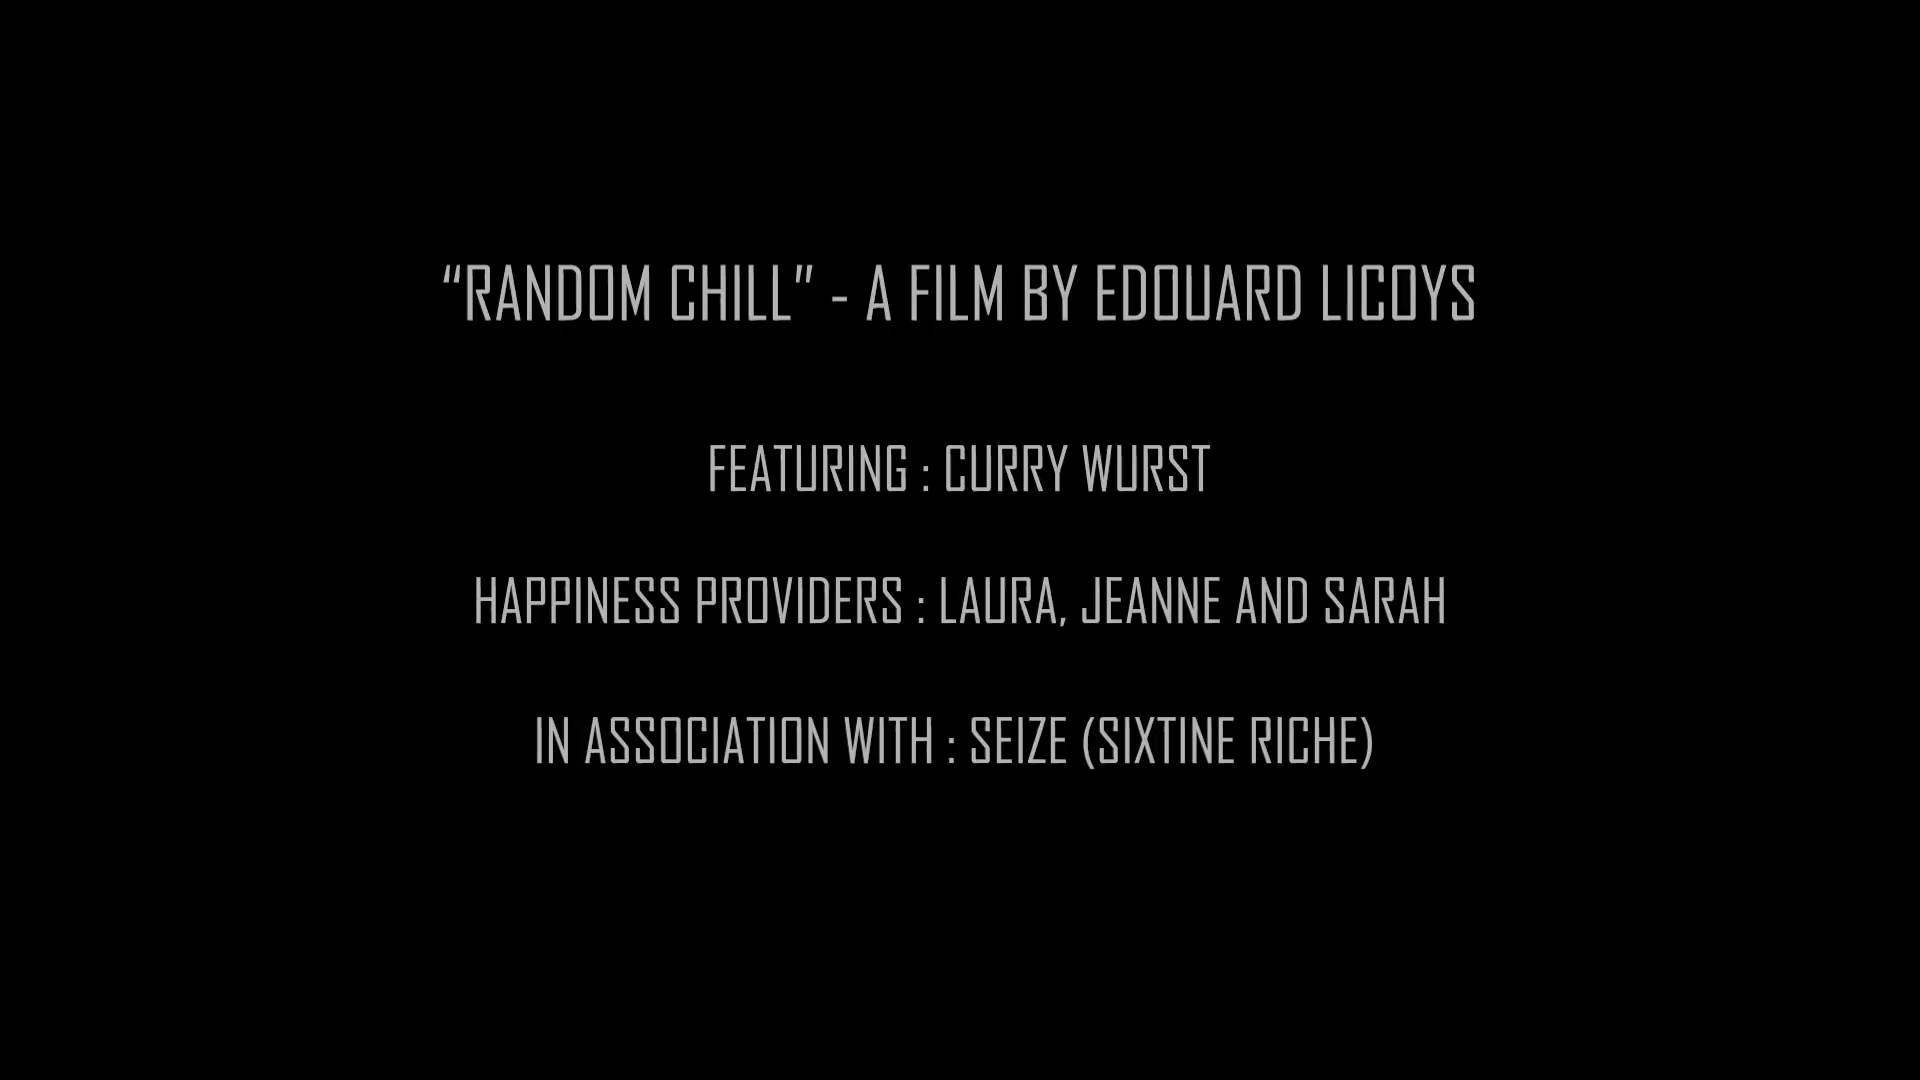 “RANDOM CHILL” - A FILM BY EDOUARD LICOYS
FEATURING : CURRY WURST
HAPPINESS PROVIDERS : LAURA, JEANNE AND SARAH
IN ASSOCIATION WITH : SEIZE (SIXTINE RICHE)